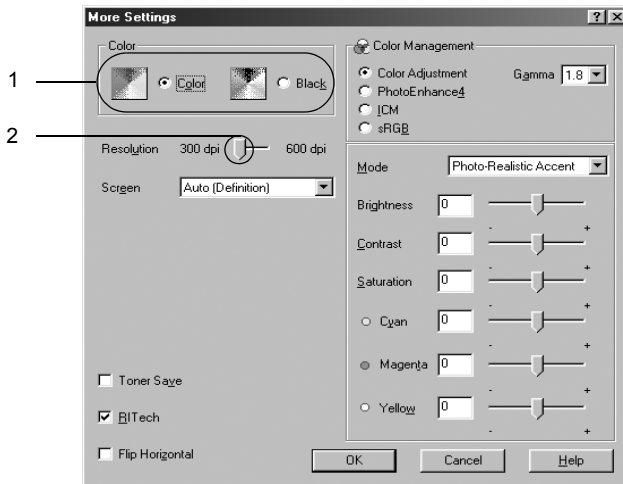 More Settings
Color
1
Color
Black
2
Resolution 300 dpi 600 dpi
Screen Auto (Definition)
Toner Save
RITech
Flip Horizontal
Color Management
Color Adjustment
PhotoEnhance4
ICM
sRGB
Gamma 1.8
Mode Photo-Realistic Accent
Brightness 0
- +
Contrast 0
- +
Saturation 0
- +
Cyan 0
- +
Magenta 0
- +
Yellow 0
- +
OK Cancel Help